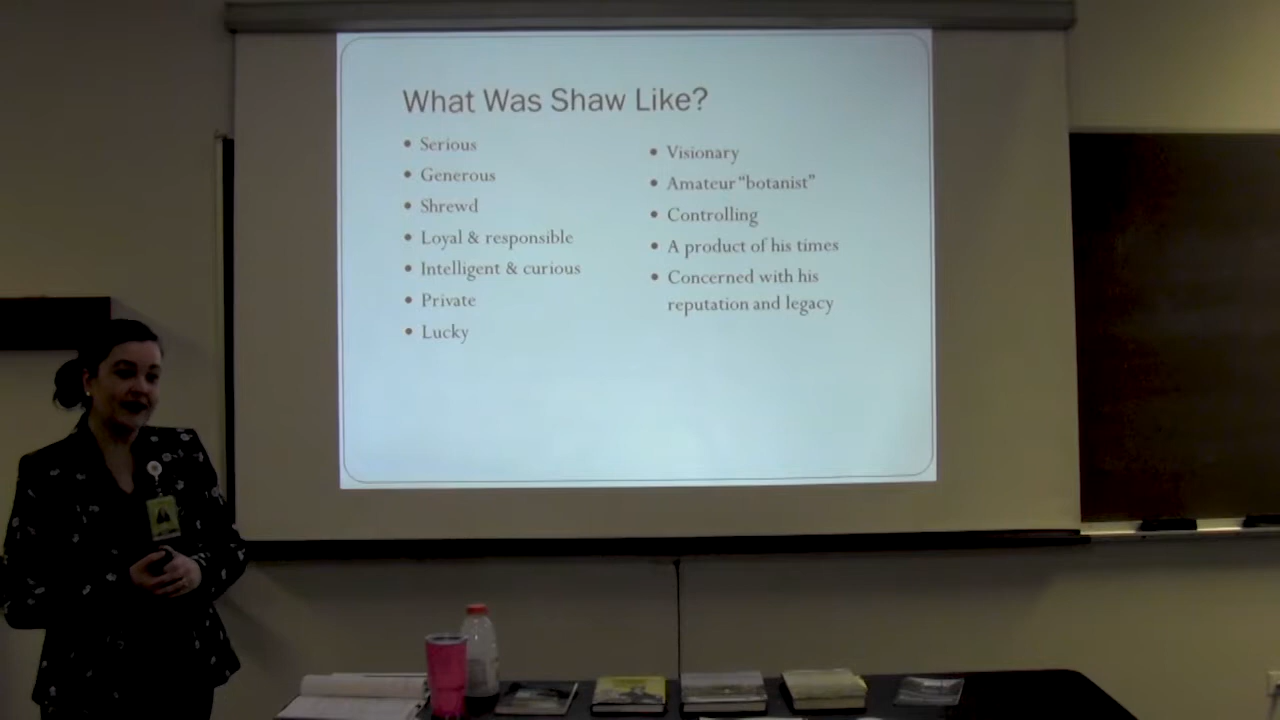 What Was Shaw Like?
• Serious
• Generous
• Shrewd
• Loyal & responsible
• Intelligent & curious
• Private
• Lucky
• Visionary
• Amateur “botanist”
• Controlling
• A product of his times
• Concerned with his
reputation and legacy